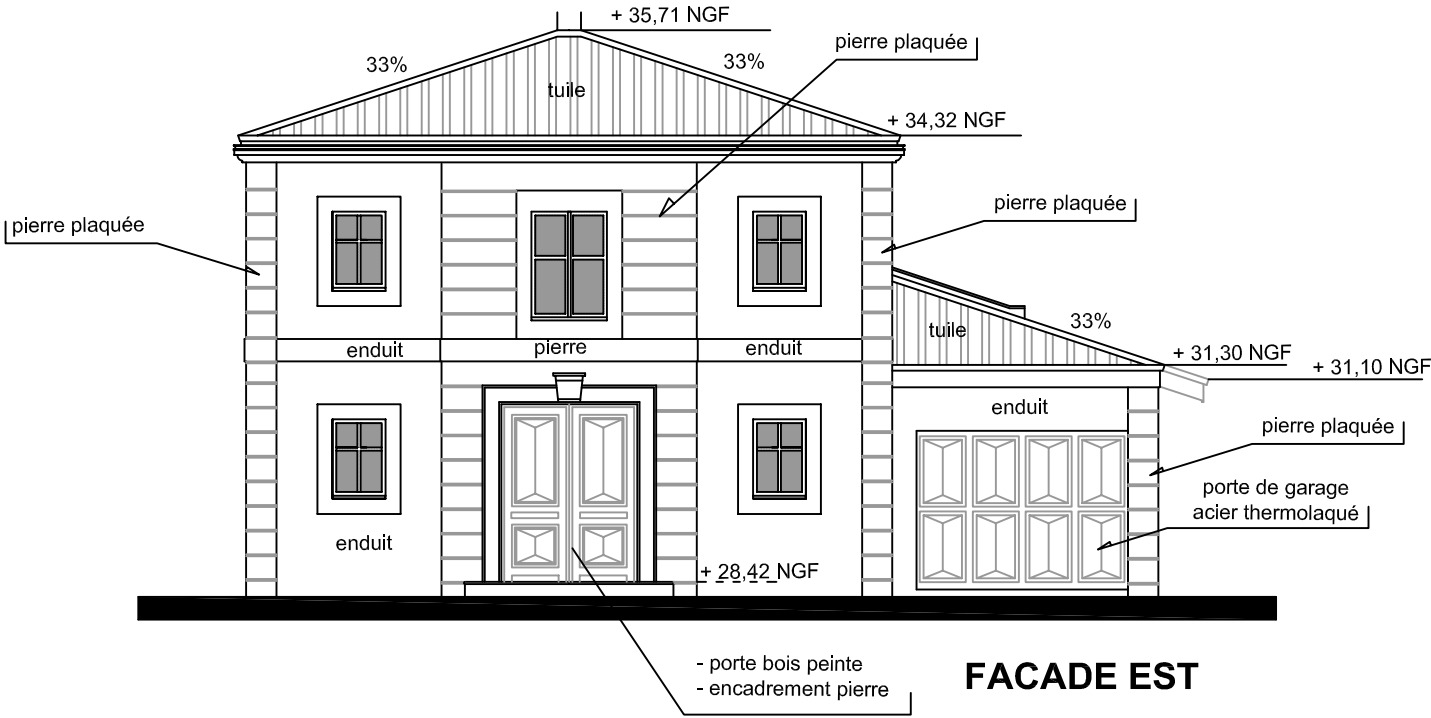 + 35,71 NGF
pierre plaquée
33%
33%
tuile
+ 34,32 NGF
pierre plaquée
pierre plaquée
33%
tuile
enduit
pierre
enduit
+ 31,30 NGF
+ 31,10 NGF
enduit
pierre plaquée
porte de garage
acier thermolaqué
enduit
+ 28,42 NGF
- porte bois peinte
- encadrement pierre
FACADE EST